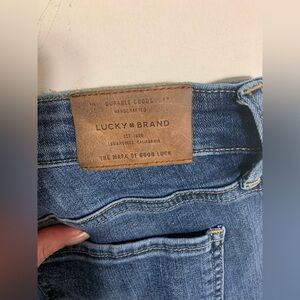 DURABLE GOODS
HANDCRAFTED
LUCKY BRAND
EST. 1990
LOS ANGELES, CALIFORNIA
THE MARK OF GOOD LUCK